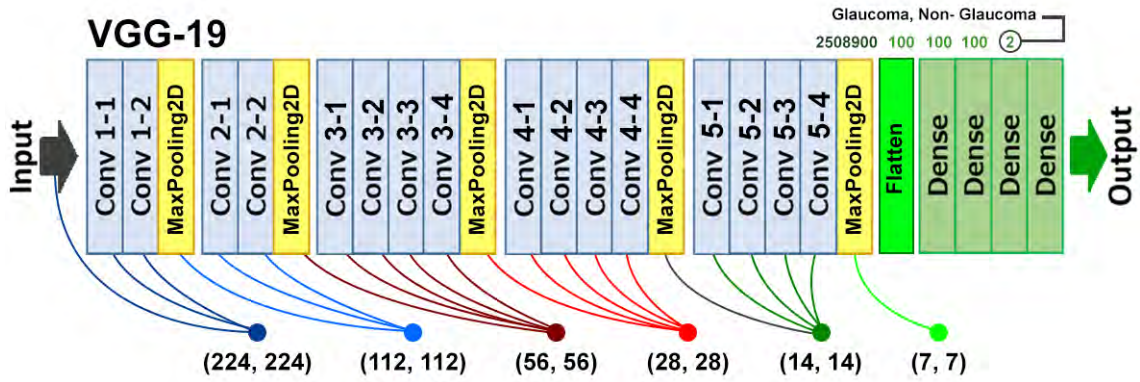 Glaucoma, Non- Glaucoma
VGG-19
2508900 100 100 100 2
Input
Conv 1-1
Conv 1-2
MaxPooling2D
Conv 2-1
Conv 2-2
MaxPooling2D
Conv 3-1
Conv 3-2
Conv 3-3
Conv 3-4
MaxPooling2D
Conv 4-1
Conv 4-2
Conv 4-3
Conv 4-4
MaxPooling2D
Conv 5-1
Conv 5-2
Conv 5-3
Conv 5-4
MaxPooling2D
Flatten
Dense
Dense
Dense
Dense
Output
(224, 224)
(112, 112)
(56, 56)
(28, 28)
(14, 14)
(7, 7)